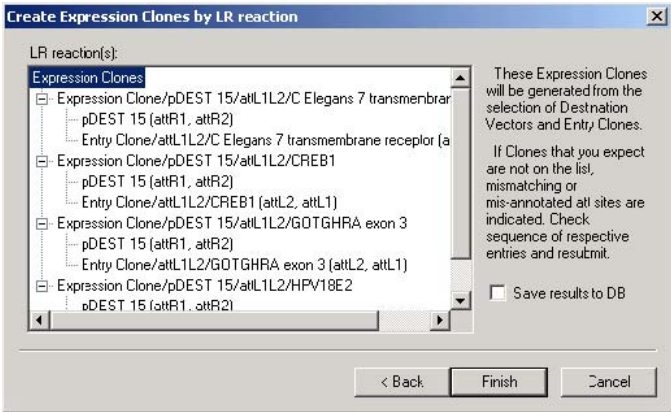 Create Expression Clones by LR reaction
LR reaction(s):
Expression Clones
Expression Clone/pDEST 15/attL1L2/C Elegans 7 transmembrar
pDEST 15 (attR1, attR2)
Entry Clone/attL1L2/C Elegans 7 transmembrane receptor (a
Expression Clone/pDEST 15/attL1L2/CREB1
pDEST 15 (attR1, attR2)
Entry Clone/attL1L2/CREB1 (attL2, attL1)
Expression Clone/pDEST 15/attL1L2/GOTGHRA exon 3
pDEST 15 (attR1, attR2)
Entry Clone/attL1L2/GOTGHRA exon 3 (attL2, attL1)
Expression Clone/pDEST 15/attL1L2/HPV18E2
pDEST 15 (attR1, attR2)
These Expression Clones
will be generated from the
selection of Destination
Vectors and Entry Clones.
If Clones that you expect
are not on the list,
mismatching or
mis-annotated att sites are
indicated. Check
sequence of respective
entries and resubmit.
Save results to DB
< Back
Finish
Cancel